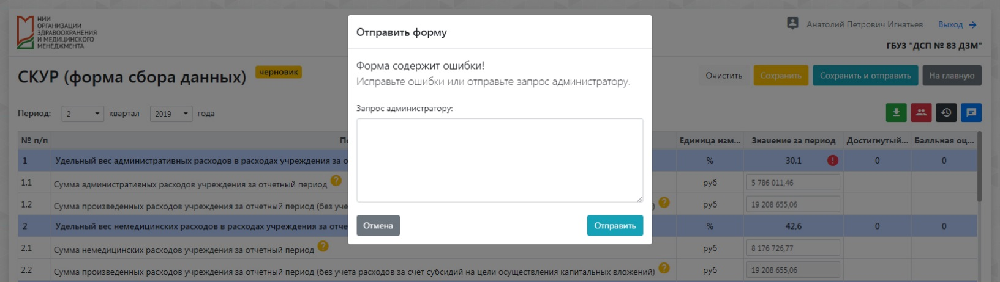 НИИ
ОРГАНИЗАЦИИ
ЗДРАВООХРАНЕНИЯ
И МЕДИЦИНСКОГО
МЕНЕДЖМЕНТА
Анатолий Петрович Игнатьев Выход →
ГБУЗ "ДСП № 83 ДЗМ"
СКУР (форма сбора данных) черновик
Очистить Сохранить Сохранить и отправить На главную
Период: 2 квартал 2019 года
Отправить форму
Форма содержит ошибки!
Исправьте ошибки или отправьте запрос администратору.
Запрос администратору:
Отмена Отправить
№ п/п Единица изм... Значение за период Достигнутый... Балльная оц...
1 Удельный вес административных расходов в расходах учреждения за % 30,1 ! 0 0
1.1 Сумма административных расходов учреждения за отчетный период ? руб 5 786 011,46
1.2 Сумма произведенных расходов учреждения за отчетный период (без ) ? руб 19 208 655,06
2 Удельный вес немедицинских расходов в расходах учреждения за % 42,6 0 0
2.1 Сумма немедицинских расходов учреждения за отчетный период ? руб 8 176 726,77
2.2 Сумма произведенных расходов учреждения за отчетный период (без учета расходов за счет субсидий на цели осуществления капитальных вложений) ? руб 19 208 655,06